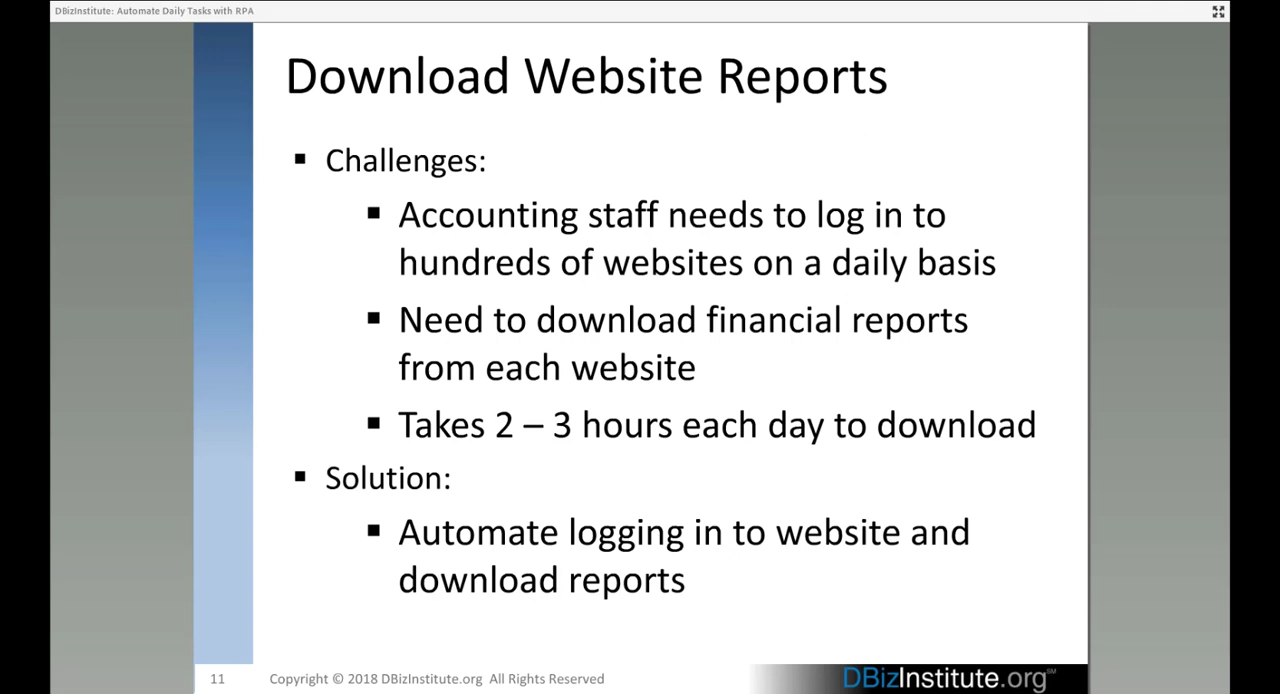 DBizInstitute: Automate Daily Tasks with RPA
Download Website Reports
▪ Challenges:
▪ Accounting staff needs to log in to
hundreds of websites on a daily basis
▪ Need to download financial reports
from each website
▪ Takes 2 – 3 hours each day to download
▪ Solution:
▪ Automate logging in to website and
download reports
11 Copyright © 2018 DBizInstitute.org All Rights Reserved
DBizInstitute.org℠